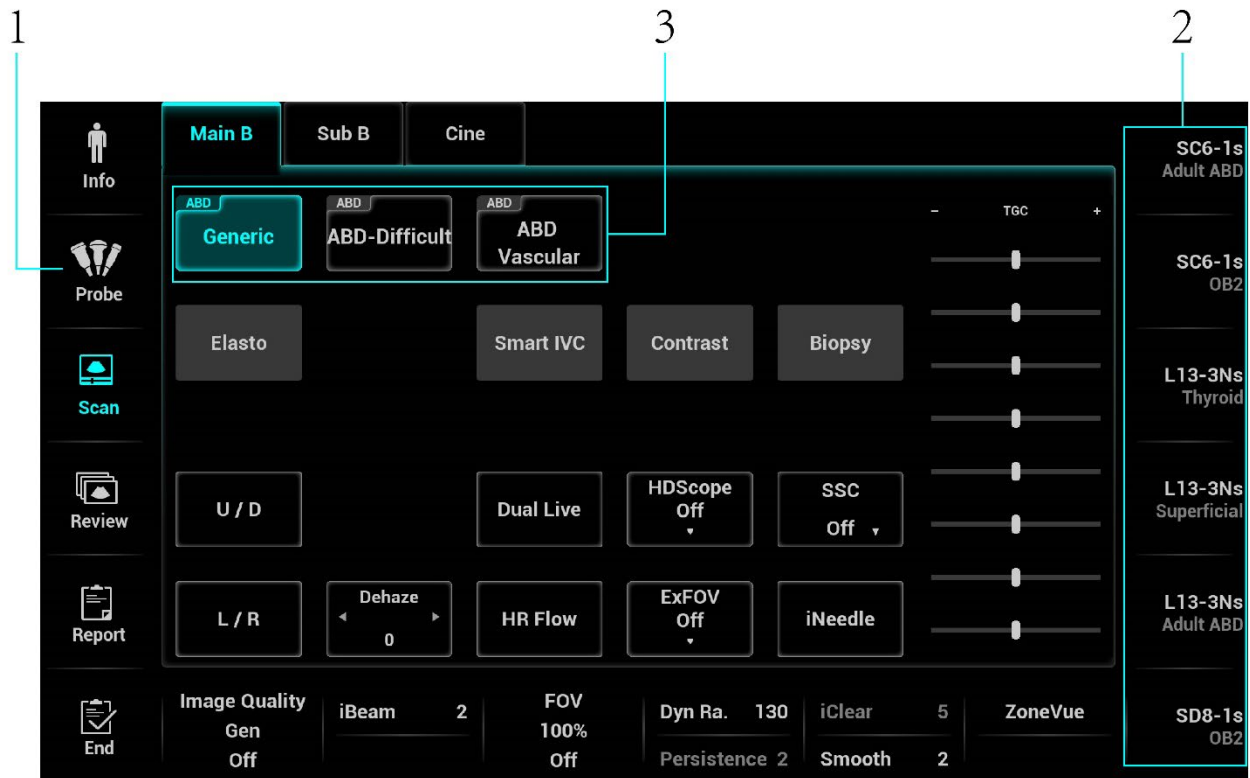 1
3
2
Info
Probe
Scan
Review
Report
End
Main B
Sub B
Cine
ABD
Generic
ABD
ABD-Difficult
ABD
ABD
Vascular
- TGC +
Elasto
Smart IVC
Contrast
Biopsy
U / D
Dual Live
HDScope
Off
SSC
Off
L / R
Dehaze
0
HR Flow
ExFOV
Off
iNeedle
Image Quality
Gen
Off
iBeam 2
FOV
100%
Off
Dyn Ra. 130
Persistence 2
iClear 5
Smooth 2
ZoneVue
SC6-1s
Adult ABD
SC6-1s
OB2
L13-3Ns
Thyroid
L13-3Ns
Superficial
L13-3Ns
Adult ABD
SD8-1s
OB2